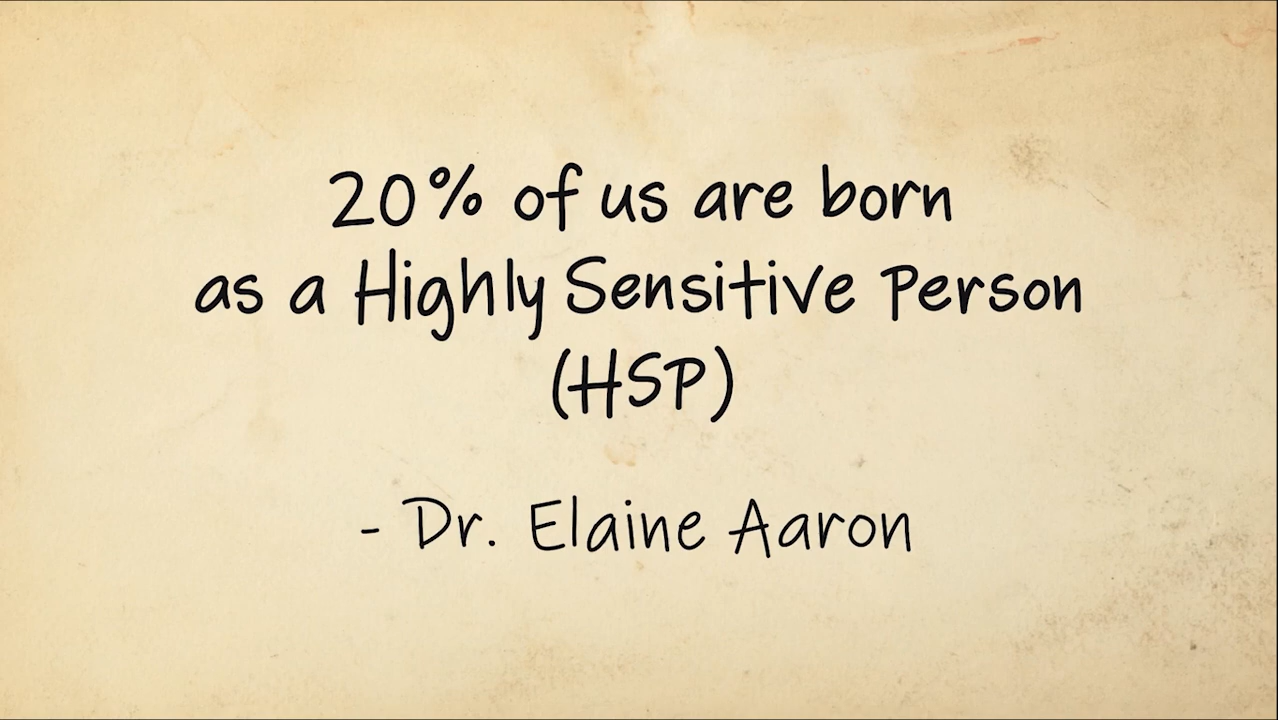 20% of us are born
as a Highly Sensitive Person
(HSP)
- Dr. Elaine Aaron